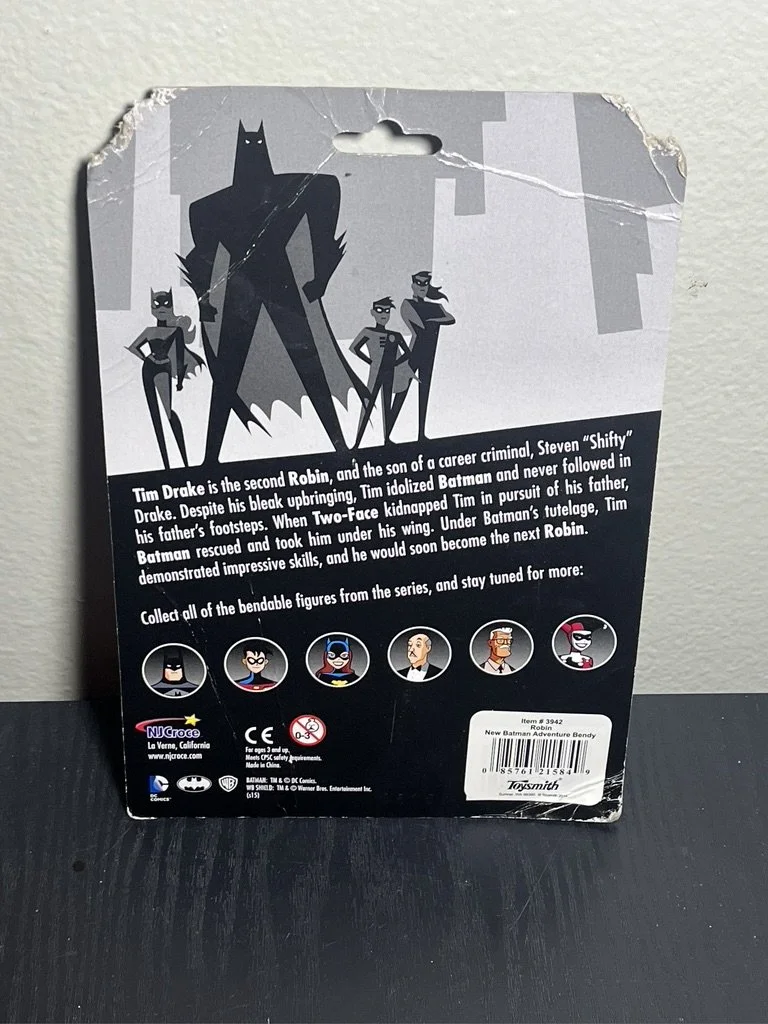 Tim Drake is the second Robin, and the son of a career criminal, Steven "Shifty"
Drake. Despite his bleak upbringing, Tim idolized Batman and never followed in
his father's footsteps. When Two-Face kidnapped Tim in pursuit of his father,
Batman rescued and took him under his wing. Under Batman's tutelage, Tim
demonstrated impressive skills, and he would soon become the next Robin.
Collect all of the bendable figures from the series, and stay tuned for more:
NJCroce
La Verne, California
www.njcroce.com
CE
0-3
For ages 3 and up.
Meets CPSC safety requirements.
Made in China.
DC
COMICS™
WB
BATMAN: TM & © DC Comics.
WB SHIELD: TM & © Warner Bros. Entertainment Inc.
(s15)
Item # 3942
Robin
New Batman Adventure Bendy
0 85761 21584 9
Toysmith